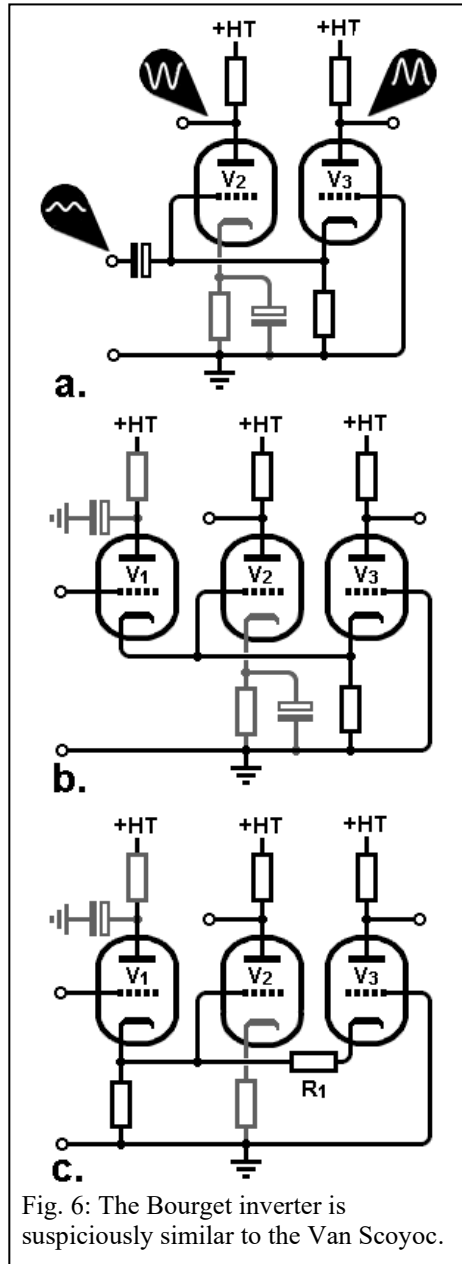 +HT +HT
V2 V3
a.
+HT +HT +HT
V1 V2 V3
b.
+HT +HT +HT
V1 V2 V3
R1
c.
Fig. 6: The Bourget inverter is
suspiciously similar to the Van Scoyoc.